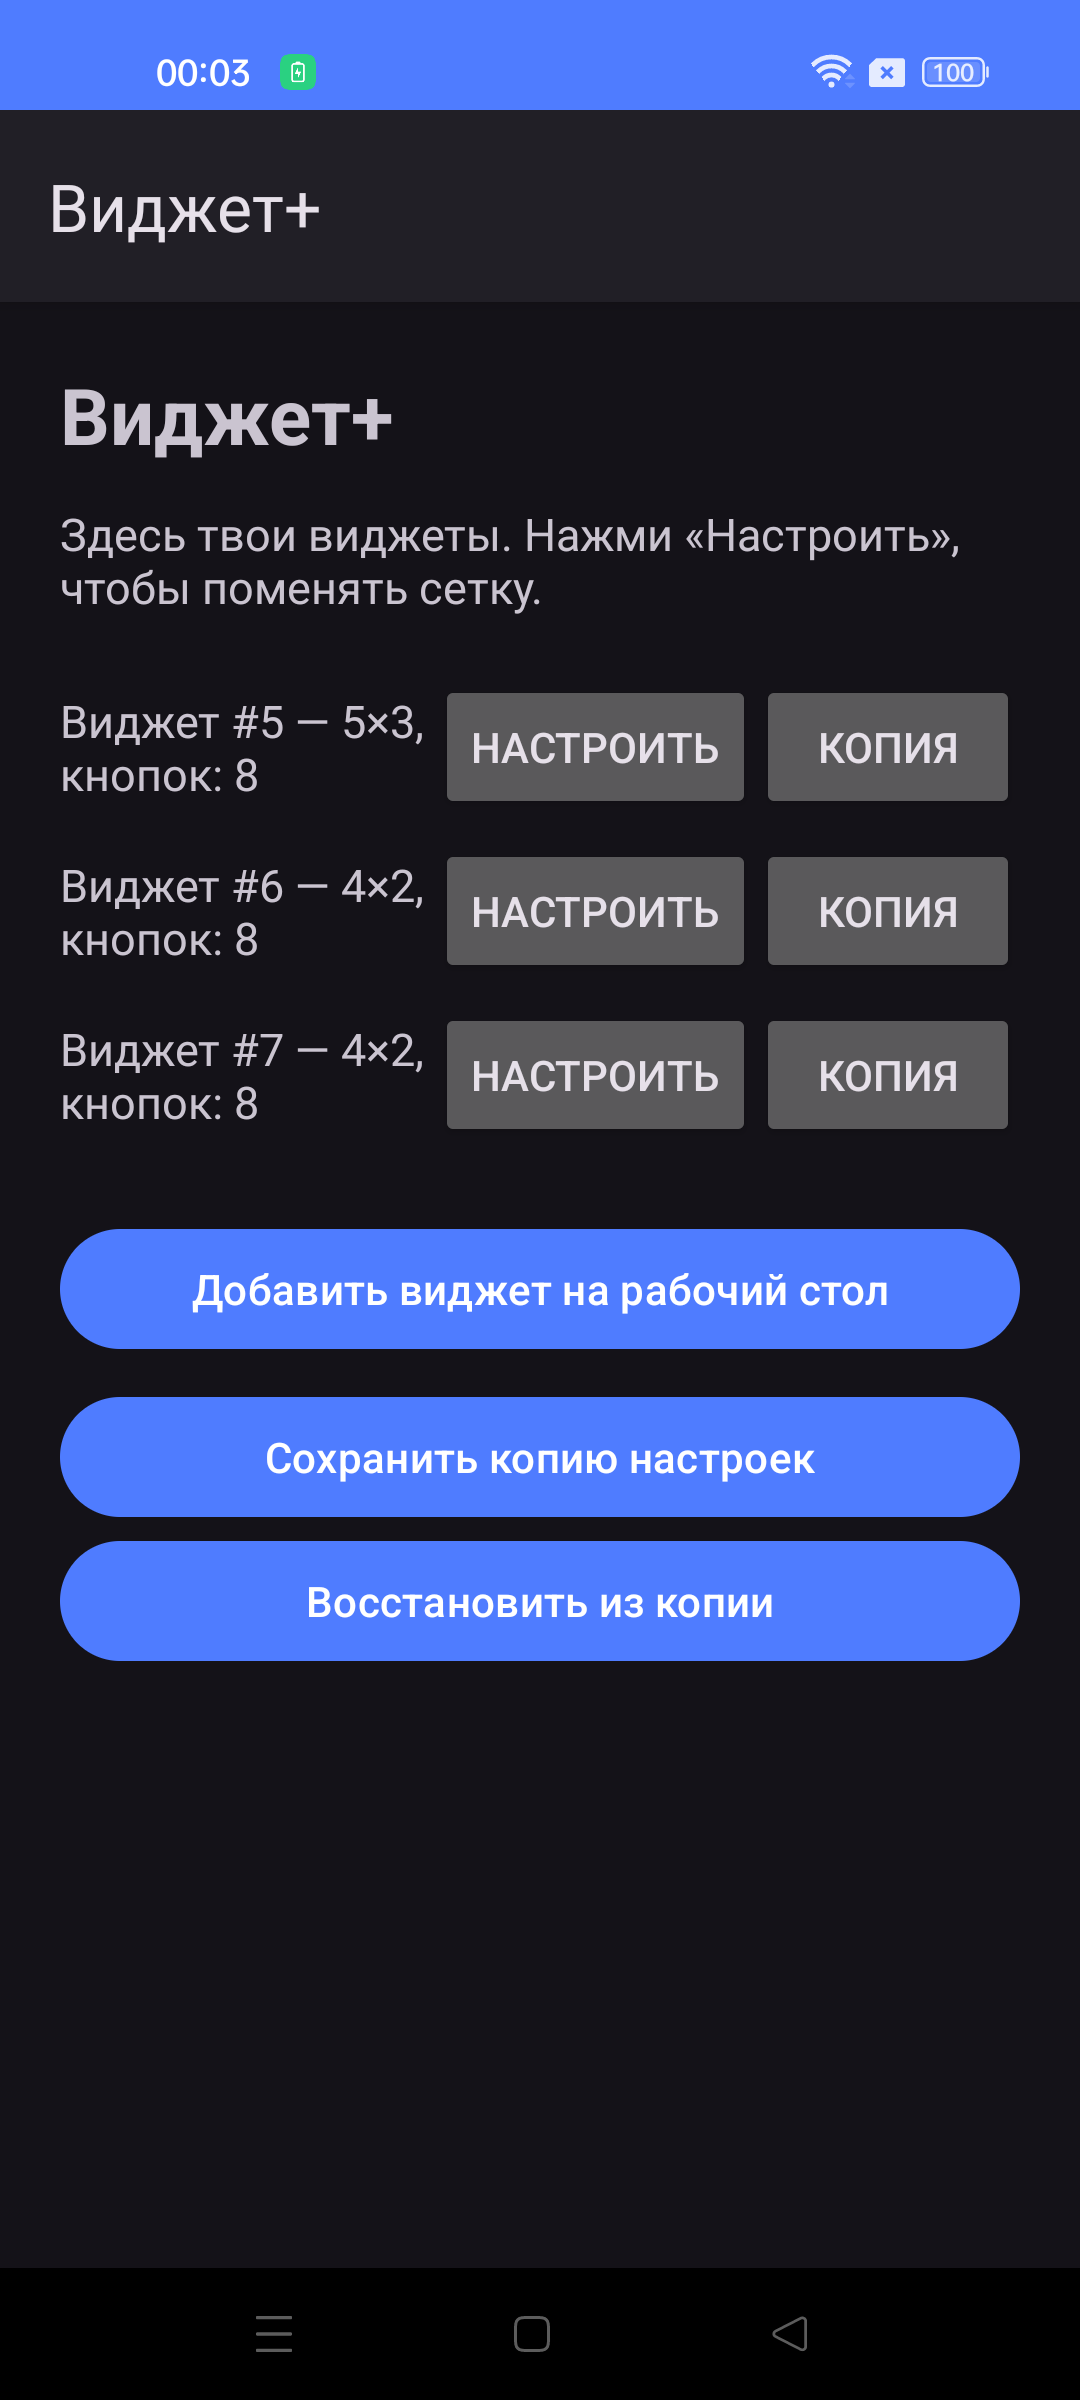 00:03
100
Виджет+
Виджет+
Здесь твои виджеты. Нажми «Настроить»,
чтобы поменять сетку.
Виджет #5 — 5×3,
кнопок: 8
НАСТРОИТЬ
КОПИЯ
Виджет #6 — 4×2,
кнопок: 8
НАСТРОИТЬ
КОПИЯ
Виджет #7 — 4×2,
кнопок: 8
НАСТРОИТЬ
КОПИЯ
Добавить виджет на рабочий стол
Сохранить копию настроек
Восстановить из копии